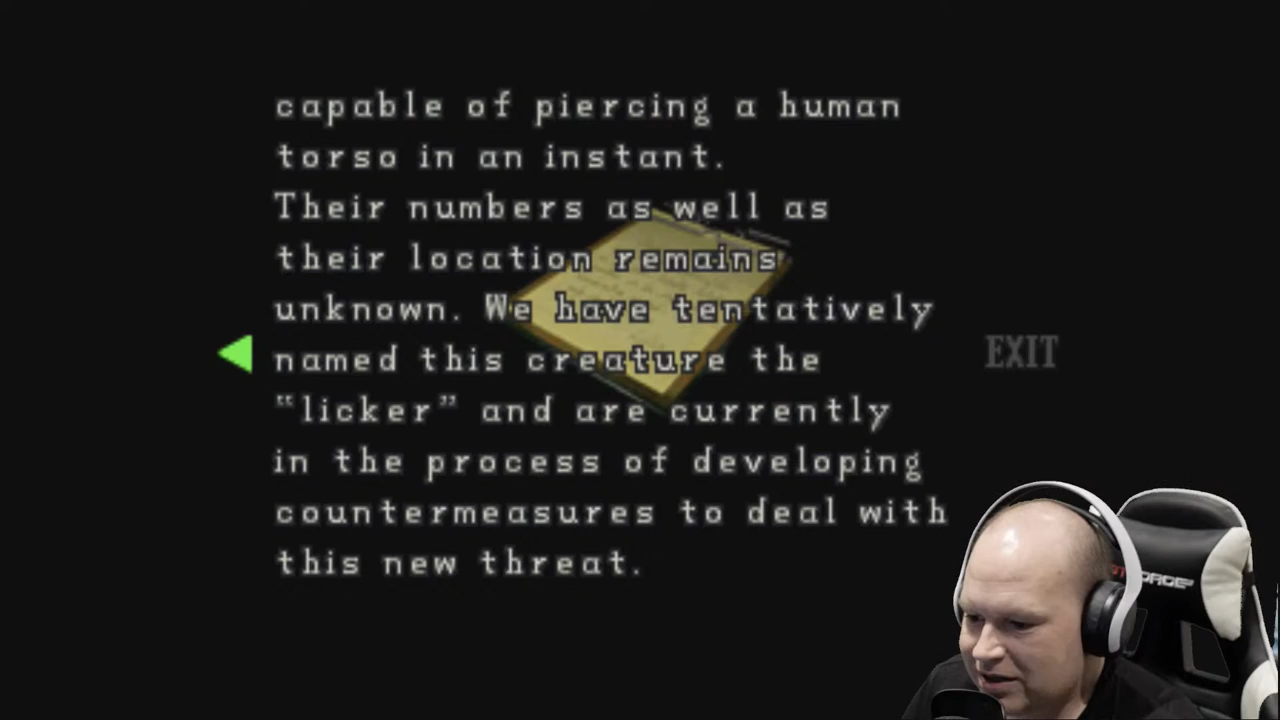 capable of piercing a human
torso in an instant.
Their numbers as well as
their location remains
unknown. We have tentatively
named this creature the
"licker" and are currently
in the process of developing
countermeasures to deal with
this new threat.
EXIT